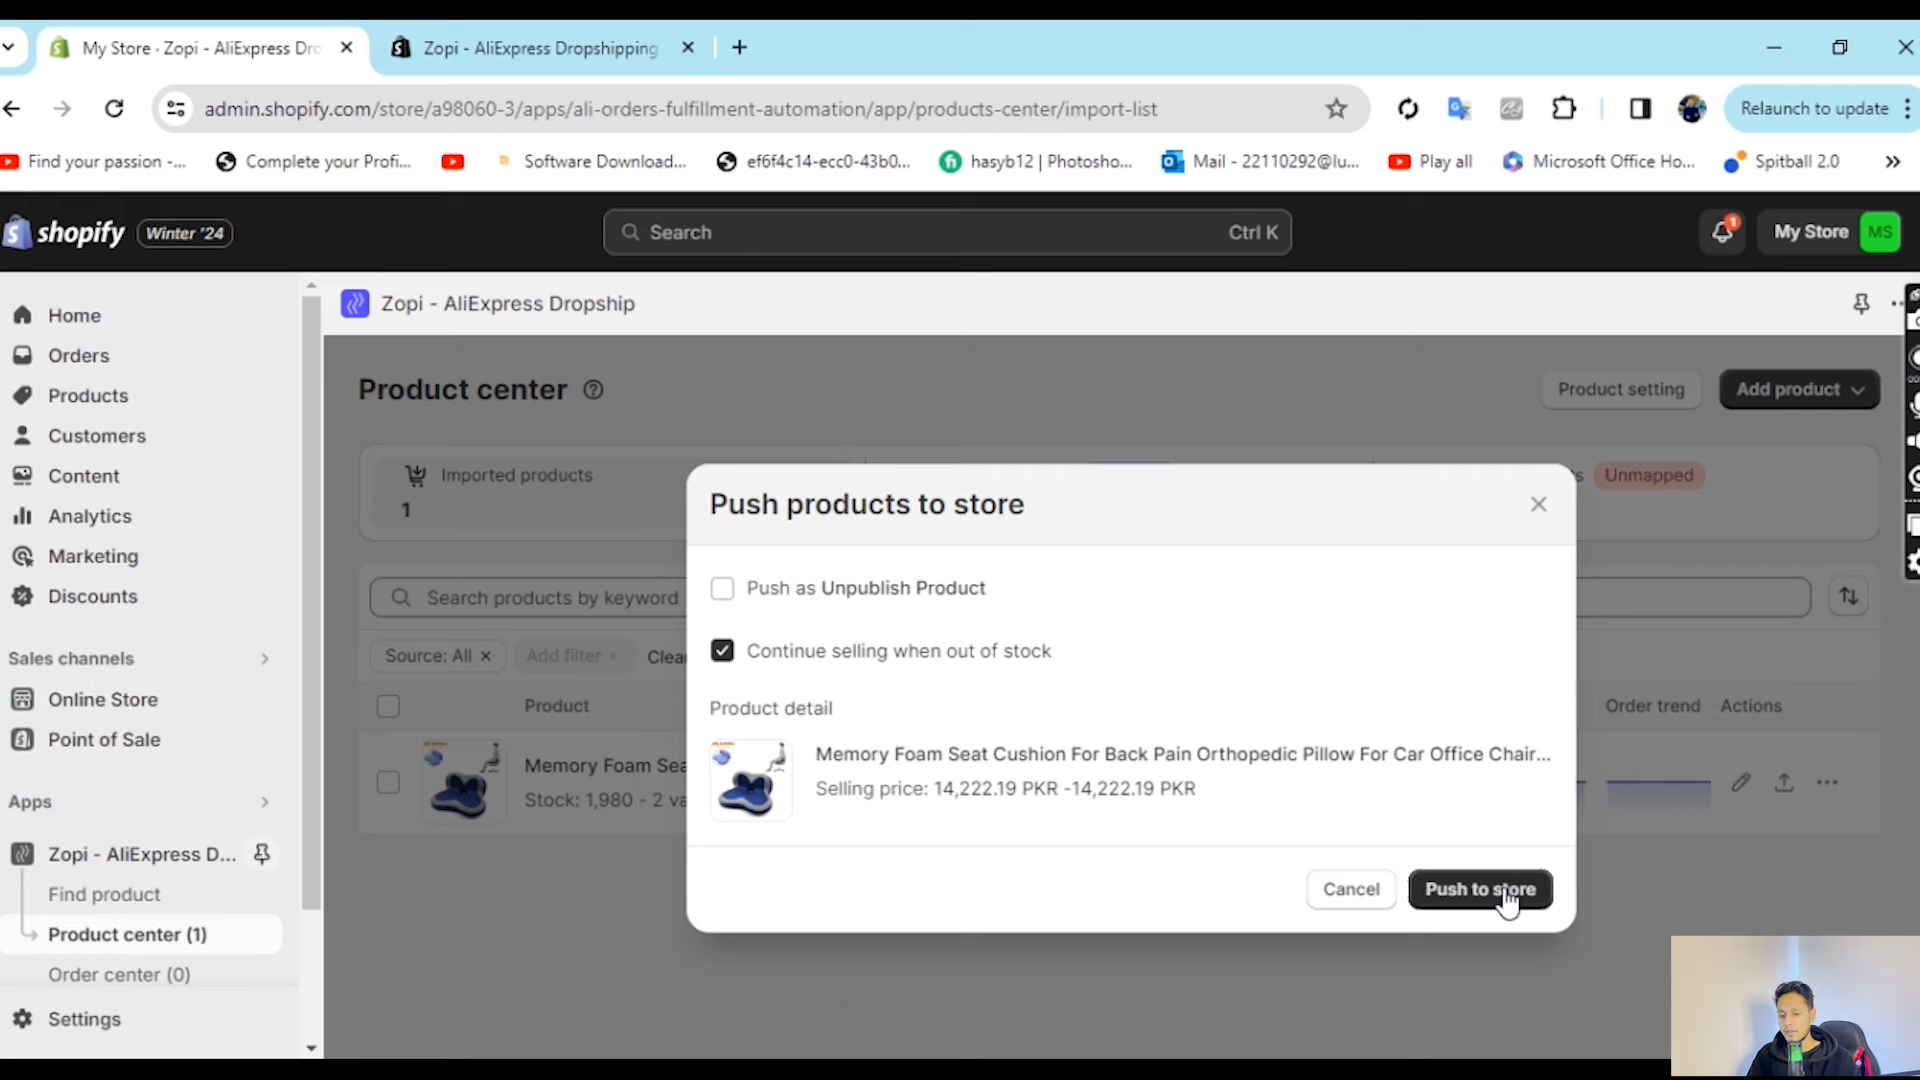 My Store · Zopi - AliExpress Dro
Zopi - AliExpress Dropshipping
admin.shopify.com/store/a98060-3/apps/ali-orders-fulfillment-automation/app/products-center/import-list
Relaunch to update
Find your passion -...
Complete your Profi...
Software Download...
ef6f4c14-ecc0-43b0...
hasyb12 | Photosho...
Mail - 22110292@lu...
Play all
Microsoft Office Ho...
Spitball 2.0
shopify
Winter '24
Search
Ctrl K
1
My Store
MS
Home
Orders
Products
Customers
Content
Analytics
Marketing
Discounts
Sales channels
Online Store
Point of Sale
Apps
Zopi - AliExpress D...
Find product
Product center (1)
Order center (0)
Settings
Zopi - AliExpress Dropship
Product center
Product setting
Add product
Imported products
1
s
Unmapped
Search products by keyword
Source: All
Add filter +
Clear
Product
Order trend
Actions
Memory Foam Sea
Stock: 1,980 - 2 va
Push products to store
Push as Unpublish Product
Continue selling when out of stock
Product detail
Memory Foam Seat Cushion For Back Pain Orthopedic Pillow For Car Office Chair...
Selling price: 14,222.19 PKR -14,222.19 PKR
Cancel
Push to store